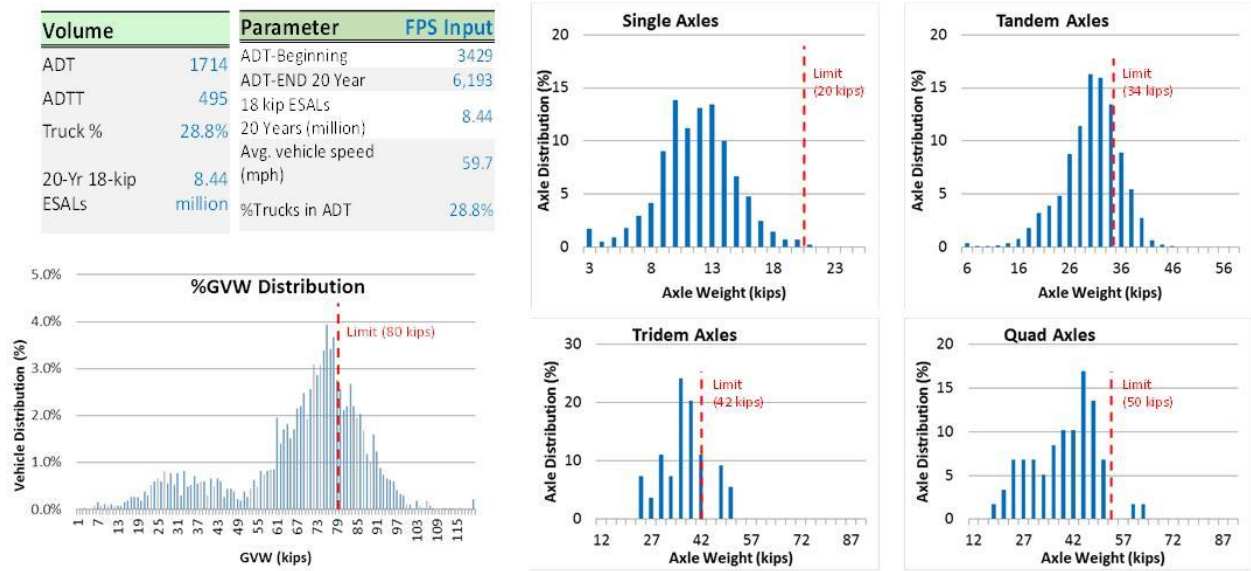 Volume
ADT 1714
ADTT 495
Truck % 28.8%
20-Yr 18-kip 8.44
ESALs million
Parameter FPS Input
ADT-Beginning 3429
ADT-END 20 Year 6,193
18 kip ESALs
20 Years (million) 8.44
Avg. vehicle speed
(mph) 59.7
%Trucks in ADT 28.8%
%GVW Distribution
Vehicle Distribution (%)
5.0%
4.0%
3.0%
2.0%
1.0%
0.0%
Limit (80 kips)
1 7 13 19 25 31 37 43 49 55 61 67 73 79 85 91 97 103 109 115
GVW (kips)
Single Axles
Axle Distribution (%)
20
15
10
5
0
Limit
(20 kips)
3 8 13 18 23
Axle Weight (kips)
Tandem Axles
Axle Distribution (%)
20
15
10
5
0
Limit
(34 kips)
6 16 26 36 46 56
Axle Weight (kips)
Tridem Axles
Axle Distribution (%)
30
20
10
0
Limit
(42 kips)
12 27 42 57 72 87
Axle Weight (kips)
Quad Axles
Axle Distribution (%)
20
15
10
5
0
Limit
(50 kips)
12 27 42 57 72 87
Axle Weight (kips)